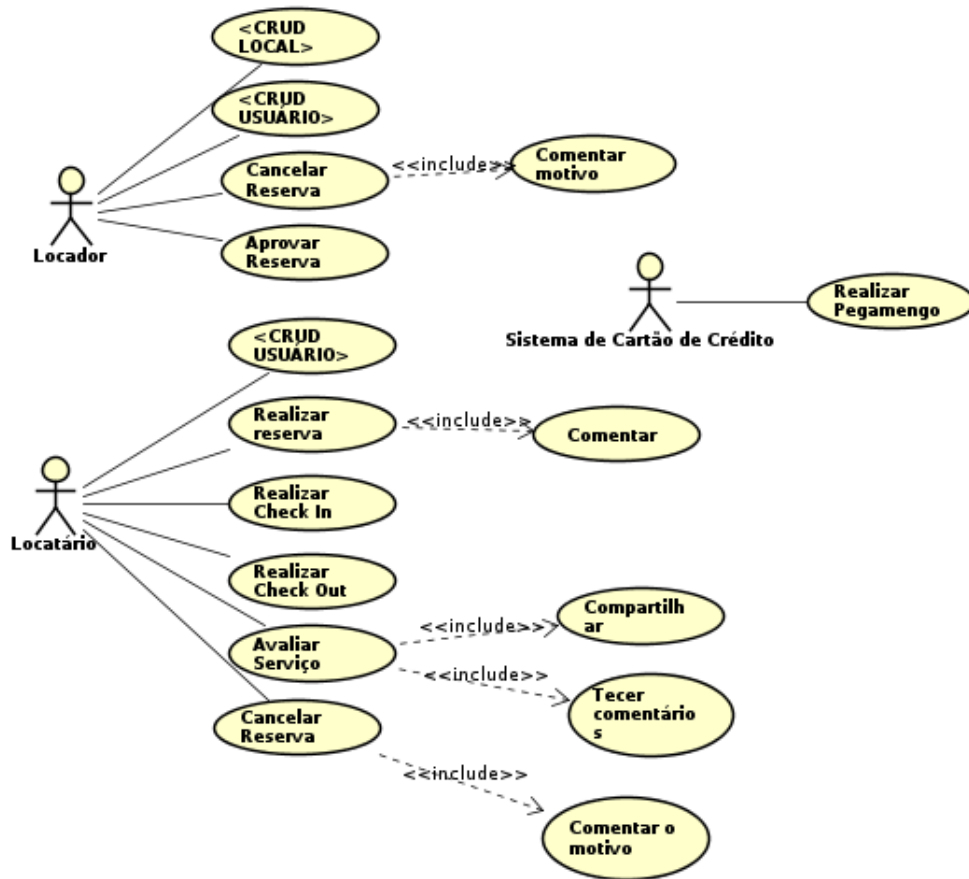 <CRUD
LOCAL>
<CRUD
USUÁRIO>
Cancelar
Reserva
<<include>>
Comentar
motivo
Aprovar
Reserva
Locador
Realizar
Pegamengo
Sistema de Cartão de Crédito
<CRUD
USUÁRIO>
Realizar
reserva
<<include>>
Comentar
Realizar
Check In
Locatário
Realizar
Check Out
Avaliar
Serviço
<<include>>
Compartilh
ar
<<include>>
Tecer
comentário
s
Cancelar
Reserva
<<include>>
Comentar o
motivo